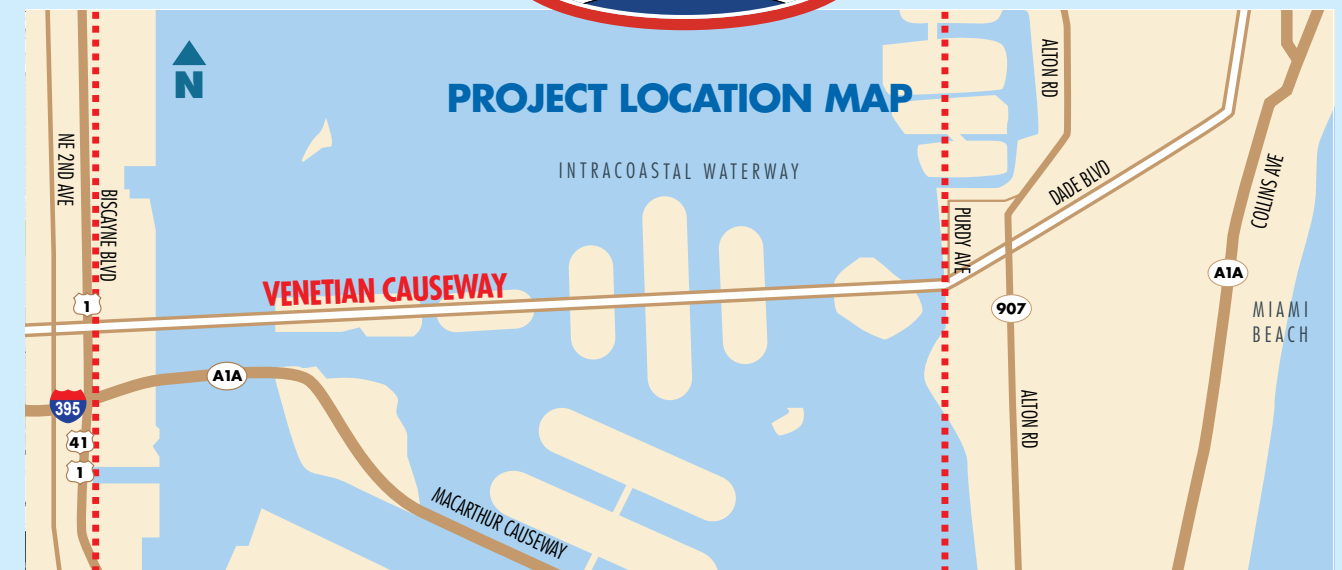 N
PROJECT LOCATION MAP
ALTON RD
NE 2ND AVE
INTRACOASTAL WATERWAY
DADE BLVD
COLLINS AVE
BISCAYNE BLVD
PURDY AVE
VENETIAN CAUSEWAY
A1A
1
907
MIAMI
BEACH
A1A
395
ALTON RD
41
1
MACARTHUR CAUSEWAY